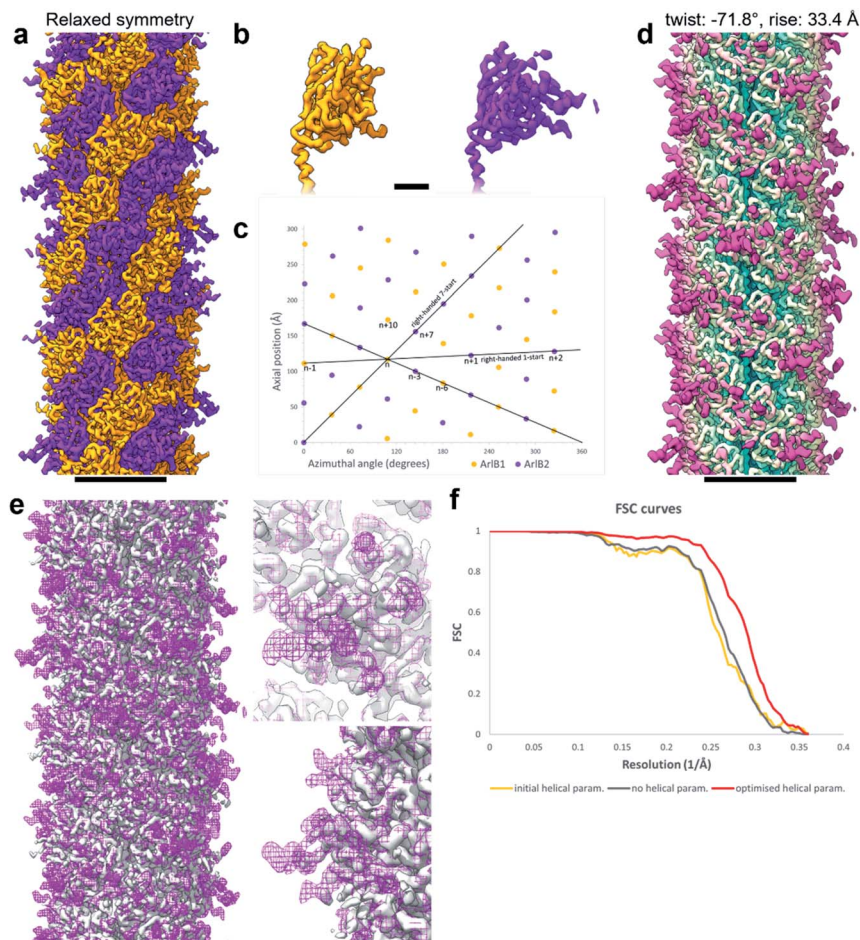 Relaxed symmetry
twist: -71.8°, rise: 33.4 Å
a
b
d
c
300
250
200
150
100
50
0
Axial position (Å)
0
60
120
180
240
300
360
Azimuthal angle (degrees)
ArlB1
ArlB2
n+10
n+7
right-handed 7-start
right-handed 1-start
n-1
n
n-3
n-6
n+1
n+2
e
f
FSC curves
1
0.8
0.6
0.4
0.2
0
FSC
0
0.05
0.1
0.15
0.2
0.25
0.3
0.35
0.4
Resolution (1/Å)
initial helical param.
no helical param.
optimised helical param.